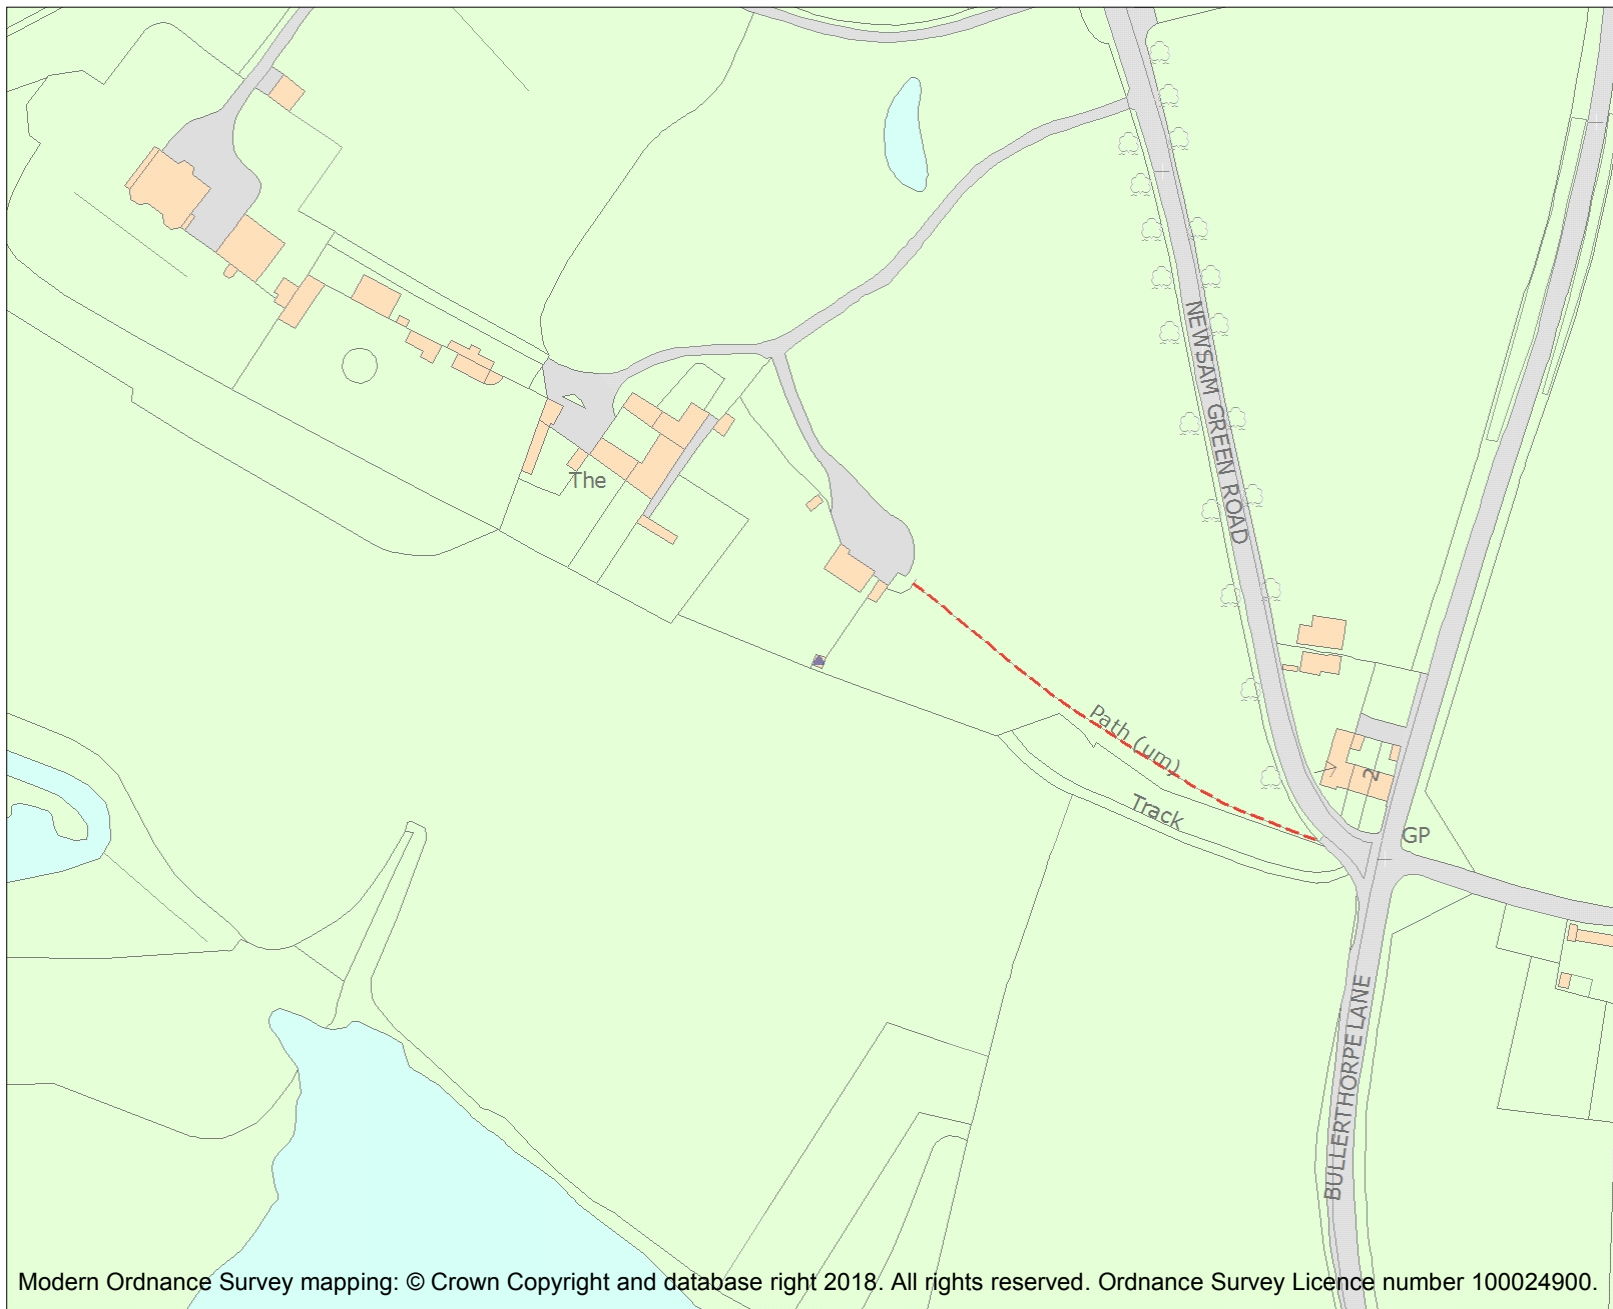 NEWSAM GREEN ROAD
The
Path (um)
Track
2
GP
BULLERTHORPE LANE
Modern Ordnance Survey mapping: © Crown Copyright and database right 2018. All rights reserved. Ordnance Survey Licence number 100024900.